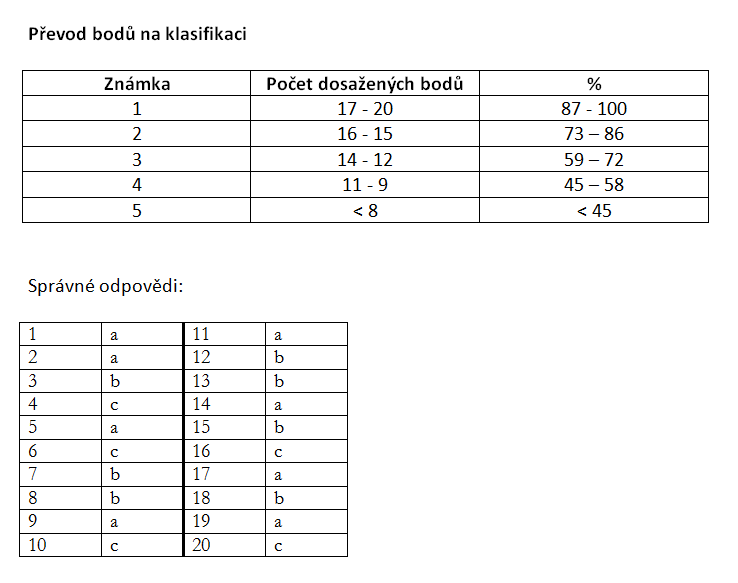 Převod bodů na klasifikaci
Známka Počet dosažených bodů %
1 17 - 20 87 - 100
2 16 - 15 73 – 86
3 14 - 12 59 – 72
4 11 - 9 45 – 58
5 < 8 < 45
Správné odpovědi:
1 a 11 a
2 a 12 b
3 b 13 b
4 c 14 a
5 a 15 b
6 c 16 c
7 b 17 a
8 b 18 b
9 a 19 a
10 c 20 c